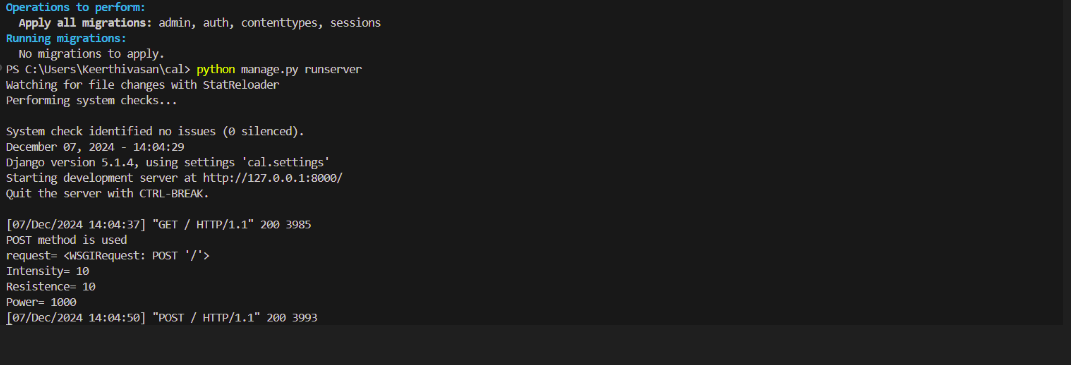 Operations to perform:
Apply all migrations: admin, auth, contenttypes, sessions
Running migrations:
No migrations to apply.
PS C:\Users\Keerthivasan\cal> python manage.py runserver
Watching for file changes with StatReloader
Performing system checks...
System check identified no issues (0 silenced).
December 07, 2024 - 14:04:29
Django version 5.1.4, using settings 'cal.settings'
Starting development server at http://127.0.0.1:8000/
Quit the server with CTRL-BREAK.
[07/Dec/2024 14:04:37] "GET / HTTP/1.1" 200 3985
POST method is used
request= <WSGIRequest: POST '/'>
Intensity= 10
Resistence= 10
Power= 1000
[07/Dec/2024 14:04:50] "POST / HTTP/1.1" 200 3993